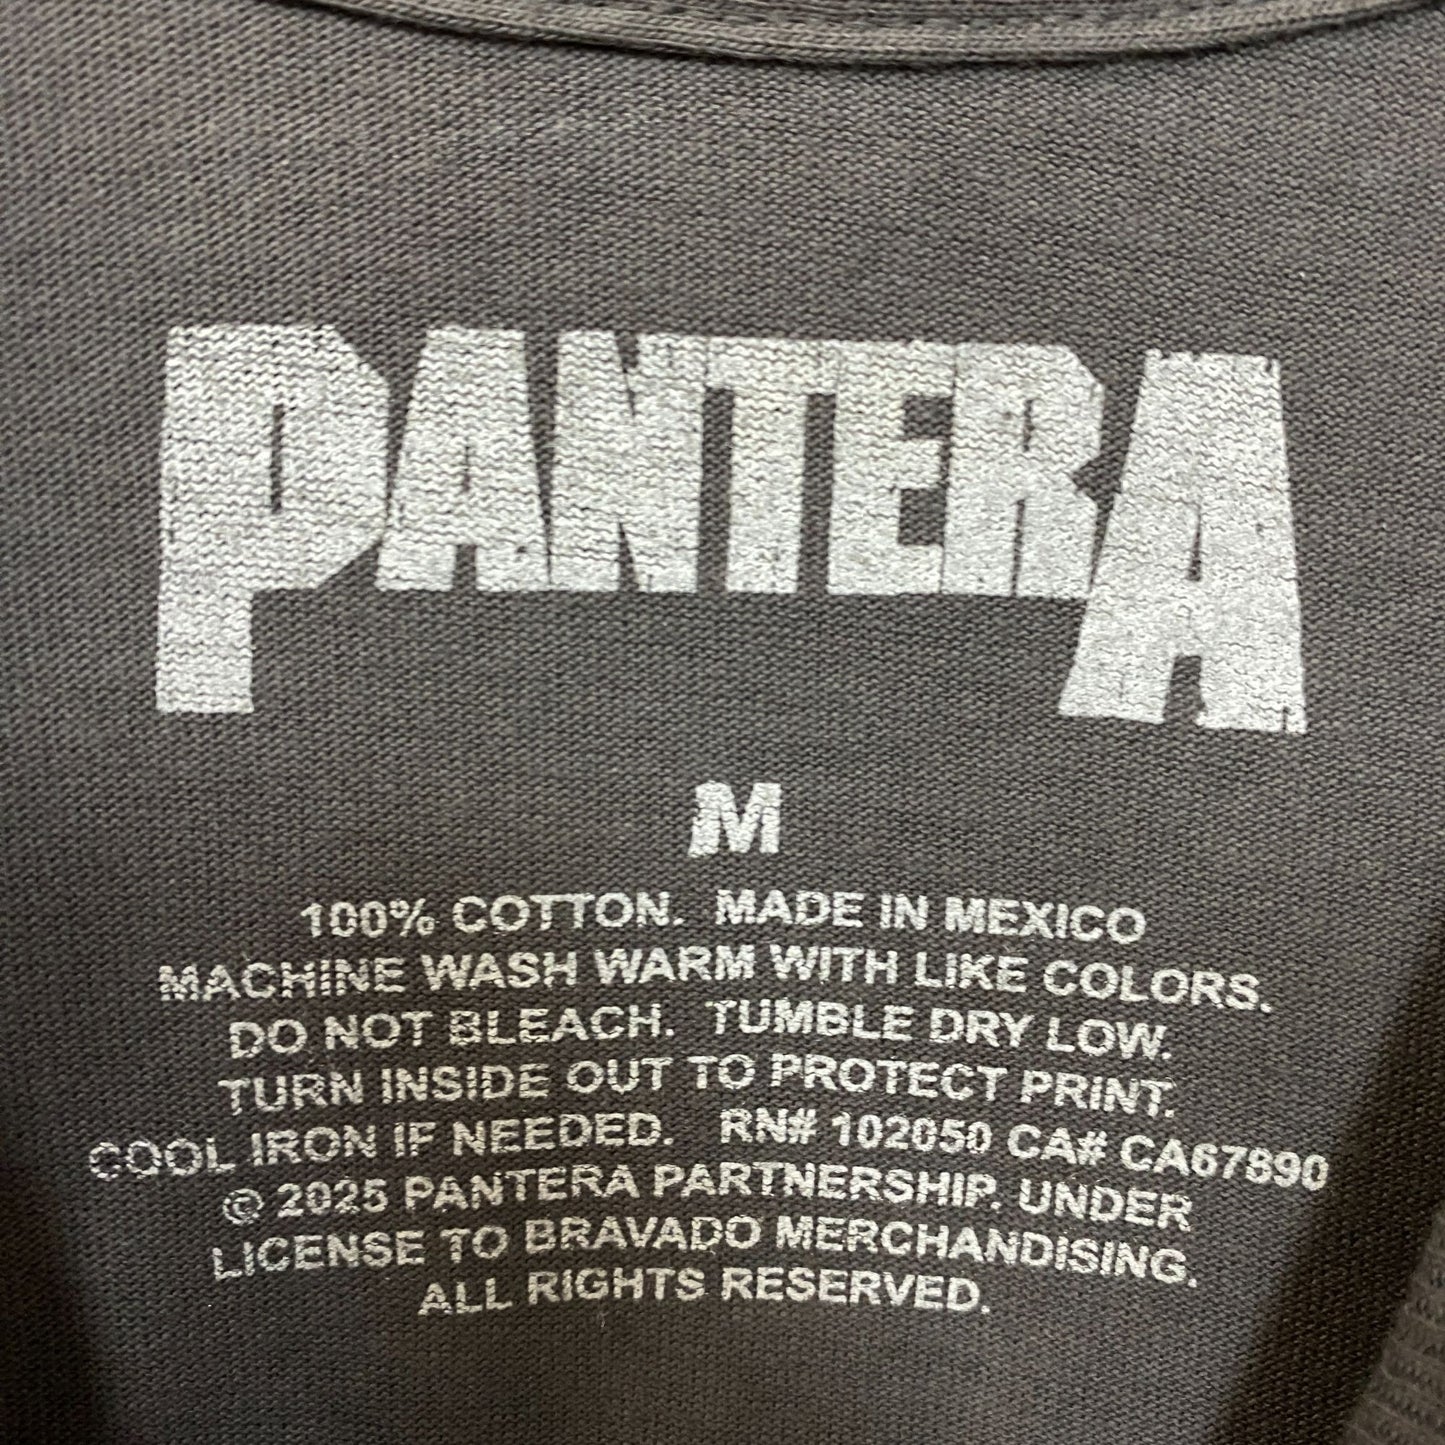 PANTERA
M
100% COTTON. MADE IN MEXICO
MACHINE WASH WARM WITH LIKE COLORS.
DO NOT BLEACH. TUMBLE DRY LOW.
TURN INSIDE OUT TO PROTECT PRINT.
COOL IRON IF NEEDED. RN# 102050 CA# CA67890
© 2025 PANTERA PARTNERSHIP. UNDER
LICENSE TO BRAVADO MERCHANDISING.
ALL RIGHTS RESERVED.